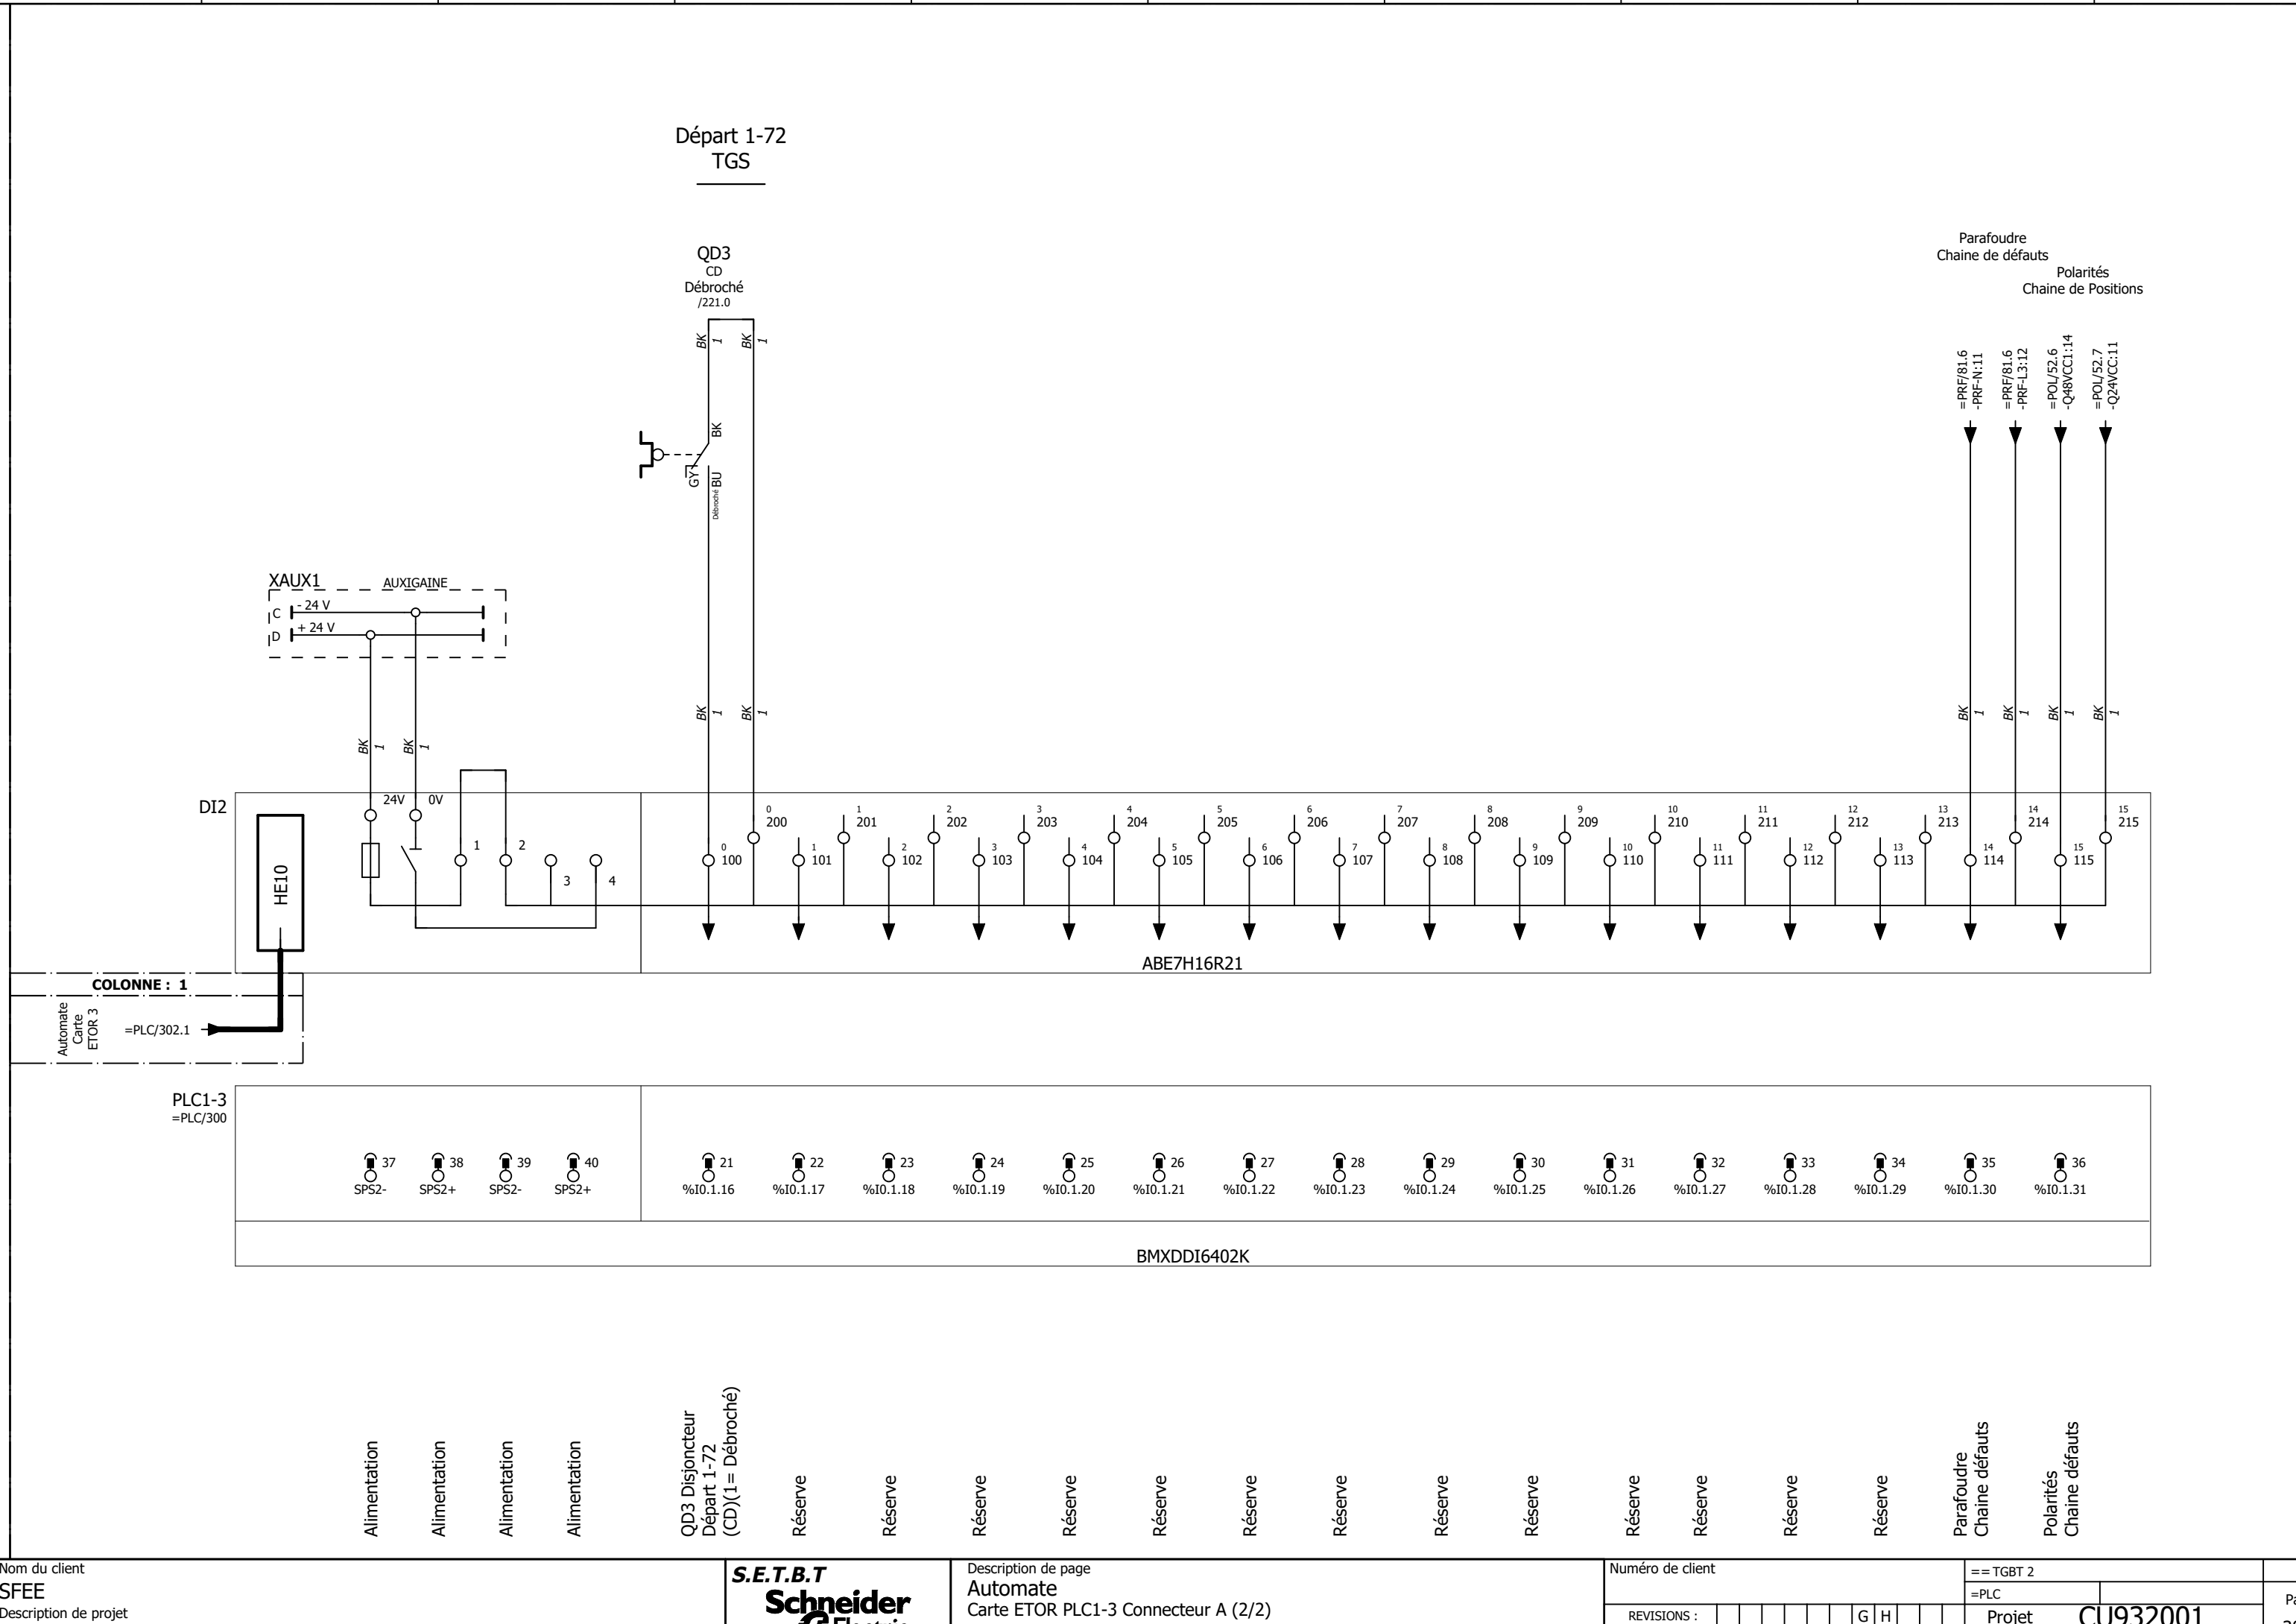 Départ 1-72
TGS
QD3
CD
Débroché
/221.0
Parafoudre
Chaine de défauts
Polarités
Chaine de Positions
BK 1
BK 1
=PRF/81.6
-PRF-N:11
=PRF/81.6
-PRF-L3:12
=POL/52.6
-Q48VCC1:14
=POL/52.7
-Q24VCC:11
BK
GY
BU
Débroché
XAUX1
AUXIGAINE
C
- 24 V
D
+ 24 V
BK 1
BK 1
BK 1
BK 1
BK 1
BK 1
BK 1
BK 1
DI2
24V
0V
HE10
1
2
3
4
0 1 2 3 4 5 6 7 8 9 10 11 12 13 14 15
200 201 202 203 204 205 206 207 208 209 210 211 212 213 214 215
0 1 2 3 4 5 6 7 8 9 10 11 12 13 14 15
100 101 102 103 104 105 106 107 108 109 110 111 112 113 114 115
ABE7H16R21
COLONNE : 1
Automate
Carte
ETOR 3
=PLC/302.1
PLC1-3
=PLC/300
37 38 39 40 21 22 23 24 25 26 27 28 29 30 31 32 33 34 35 36
SPS2- SPS2+ SPS2- SPS2+ %I0.1.16 %I0.1.17 %I0.1.18 %I0.1.19 %I0.1.20 %I0.1.21 %I0.1.22 %I0.1.23 %I0.1.24 %I0.1.25 %I0.1.26 %I0.1.27 %I0.1.28 %I0.1.29 %I0.1.30 %I0.1.31
BMXDDI6402K
Alimentation
Alimentation
Alimentation
Alimentation
QD3 Disjoncteur
Départ 1-72
(CD)(1= Débroché)
Réserve
Réserve
Réserve
Réserve
Réserve
Réserve
Réserve
Réserve
Réserve
Réserve
Réserve
Réserve
Réserve
Parafoudre
Chaine défauts
Polarités
Chaine défauts
Nom du client
SFEE
Description de projet
S.E.T.B.T
Schneider
Electric
Description de page
Automate
Carte ETOR PLC1-3 Connecteur A (2/2)
Numéro de client
REVISIONS :
G H
==TGBT 2
=PLC
Projet
CU932001